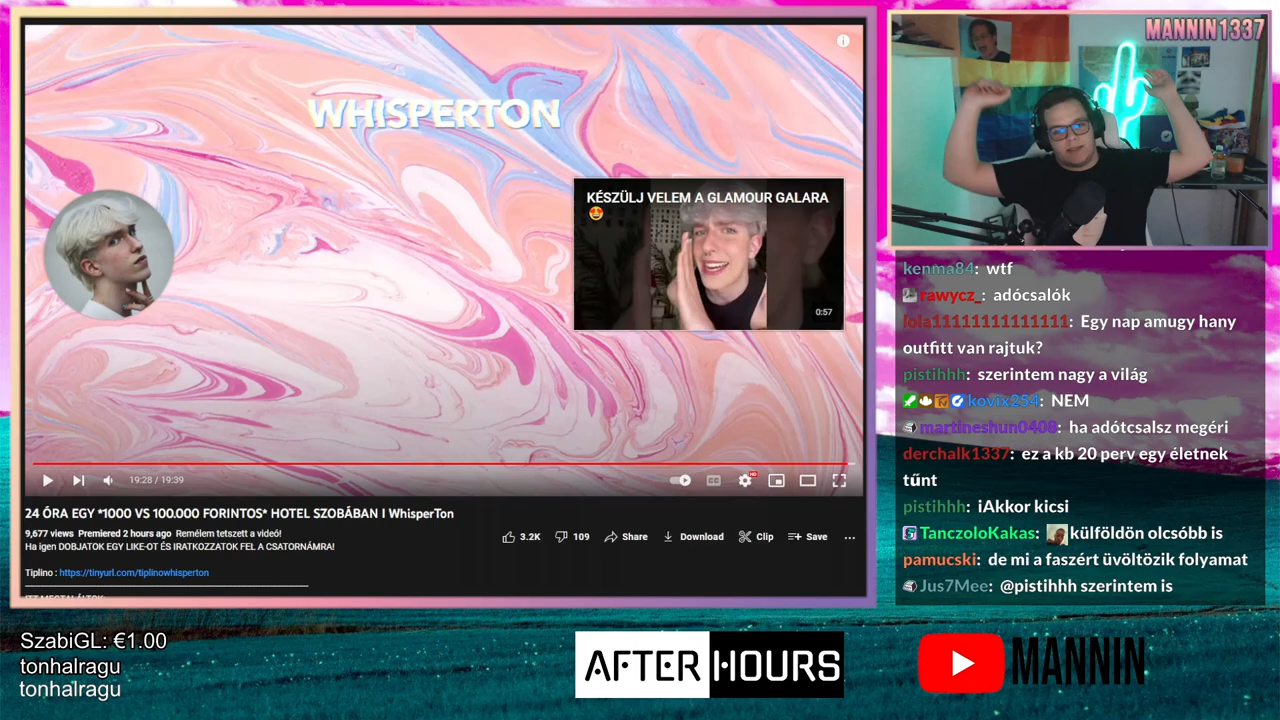 WHISPERTON
KÉSZÜLJ VELEM A GLAMOUR GALARA
0:57
19:28 / 19:39
HD
24 ÓRA EGY *1000 VS 100.000 FORINTOS* HOTEL SZOBÁBAN I WhisperTon
9,677 views Premiered 2 hours ago Remélem tetszett a videó!
Ha igen DOBJATOK EGY LIKE-OT ÉS IRATKOZZATOK FEL A CSATORNÁMRA!
3.2K 109 Share Download Clip Save
Tiplino : https://tinyurl.com/tiplinowhisperton
MANNIN1337
kenma84: wtf
rawycz_: adócsalók
fola11111111111111: Egy nap amugy hany
outfitt van rajtuk?
pistihhh: szerintem nagy a világ
kovix254: NEM
martineshun0408: ha adótcsalsz megéri
derchalk1337: ez a kb 20 perv egy életnek
tűnt
pistihhh: iAkkor kicsi
TanczoloKakas: külföldön olcsóbb is
pamucski: de mi a faszért üvöltözik folyamat
Jus7Mee: @pistihhh szerintem is
SzabiGL: €1.00
tonhalragu
tonhalragu
AFTER HOURS
MANNIN